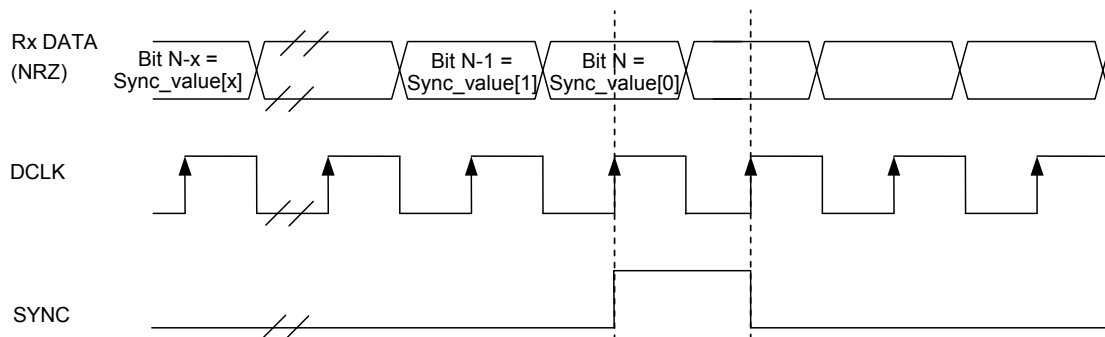 Rx DATA
(NRZ)
Bit N-x =
Sync_value[x]
Bit N-1 =
Sync_value[1]
Bit N =
Sync_value[0]
DCLK
SYNC